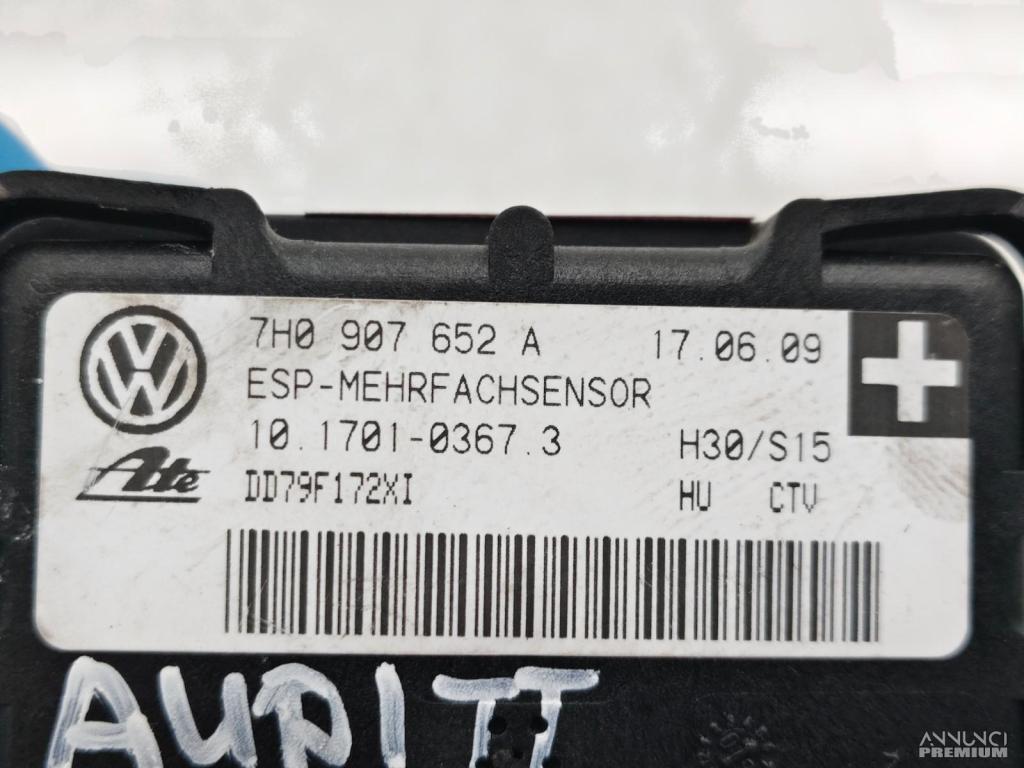 7H0 907 652 A 17.06.09
ESP-MEHRFACHSENSOR
10.1701-0367.3 H30/S15
Ate DD79F172XI HU CTV
AUDI TT
ANNUNCI
PREMIUM